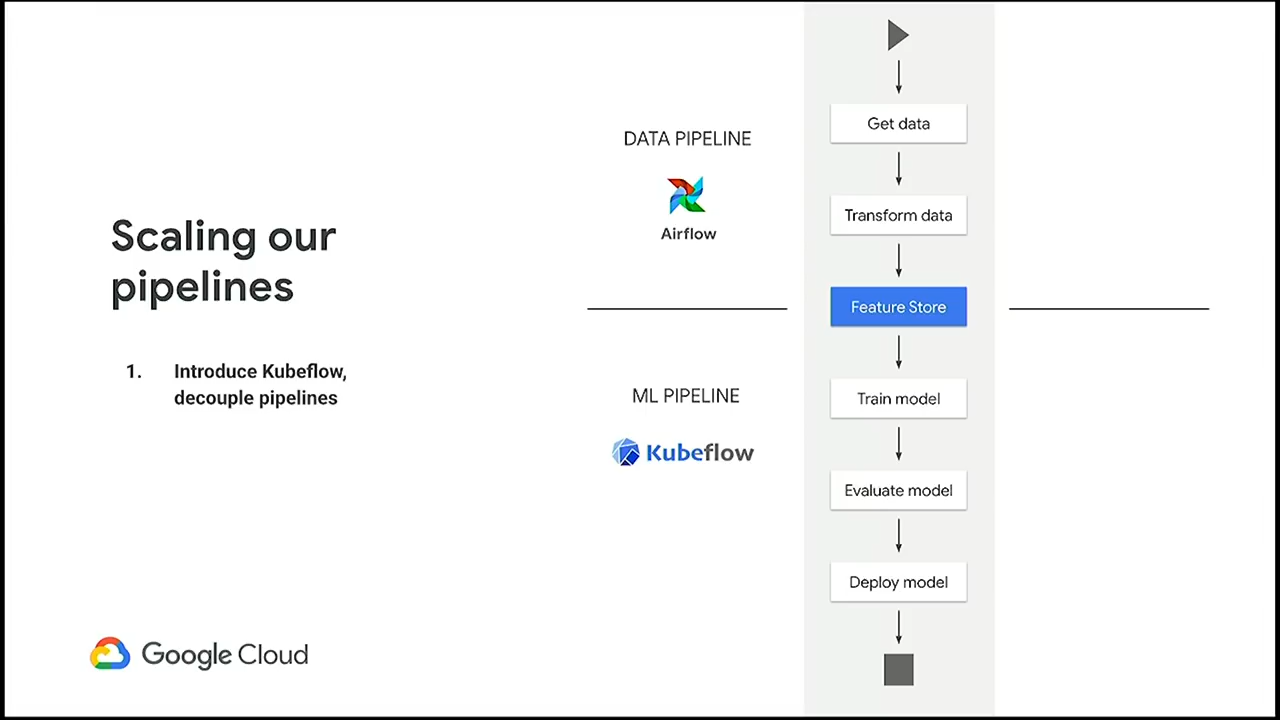 Scaling our
pipelines
1. Introduce Kubeflow,
decouple pipelines
Google Cloud
DATA PIPELINE
Airflow
ML PIPELINE
Kubeflow
Get data
Transform data
Feature Store
Train model
Evaluate model
Deploy model